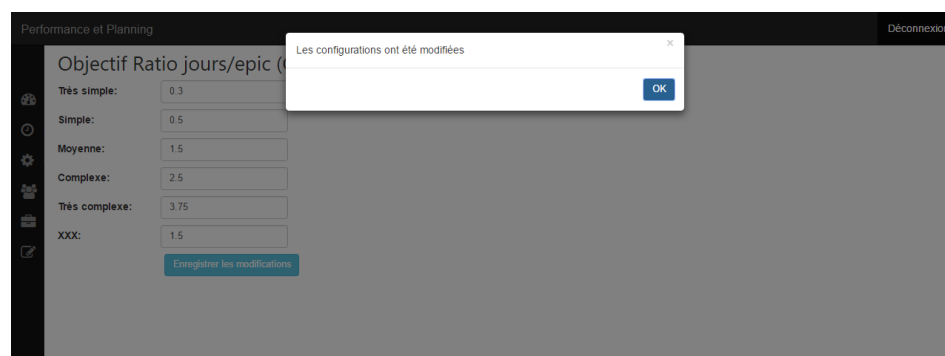 Performance et Planning
Déconnexion
Les configurations ont été modifiées
×
OK
Objectif Ratio jours/epic (
Très simple:
0.3
Simple:
0.5
Moyenne:
1.5
Complexe:
2.5
Très complexe:
3.75
XXX:
1.5
Enregistrer les modifications